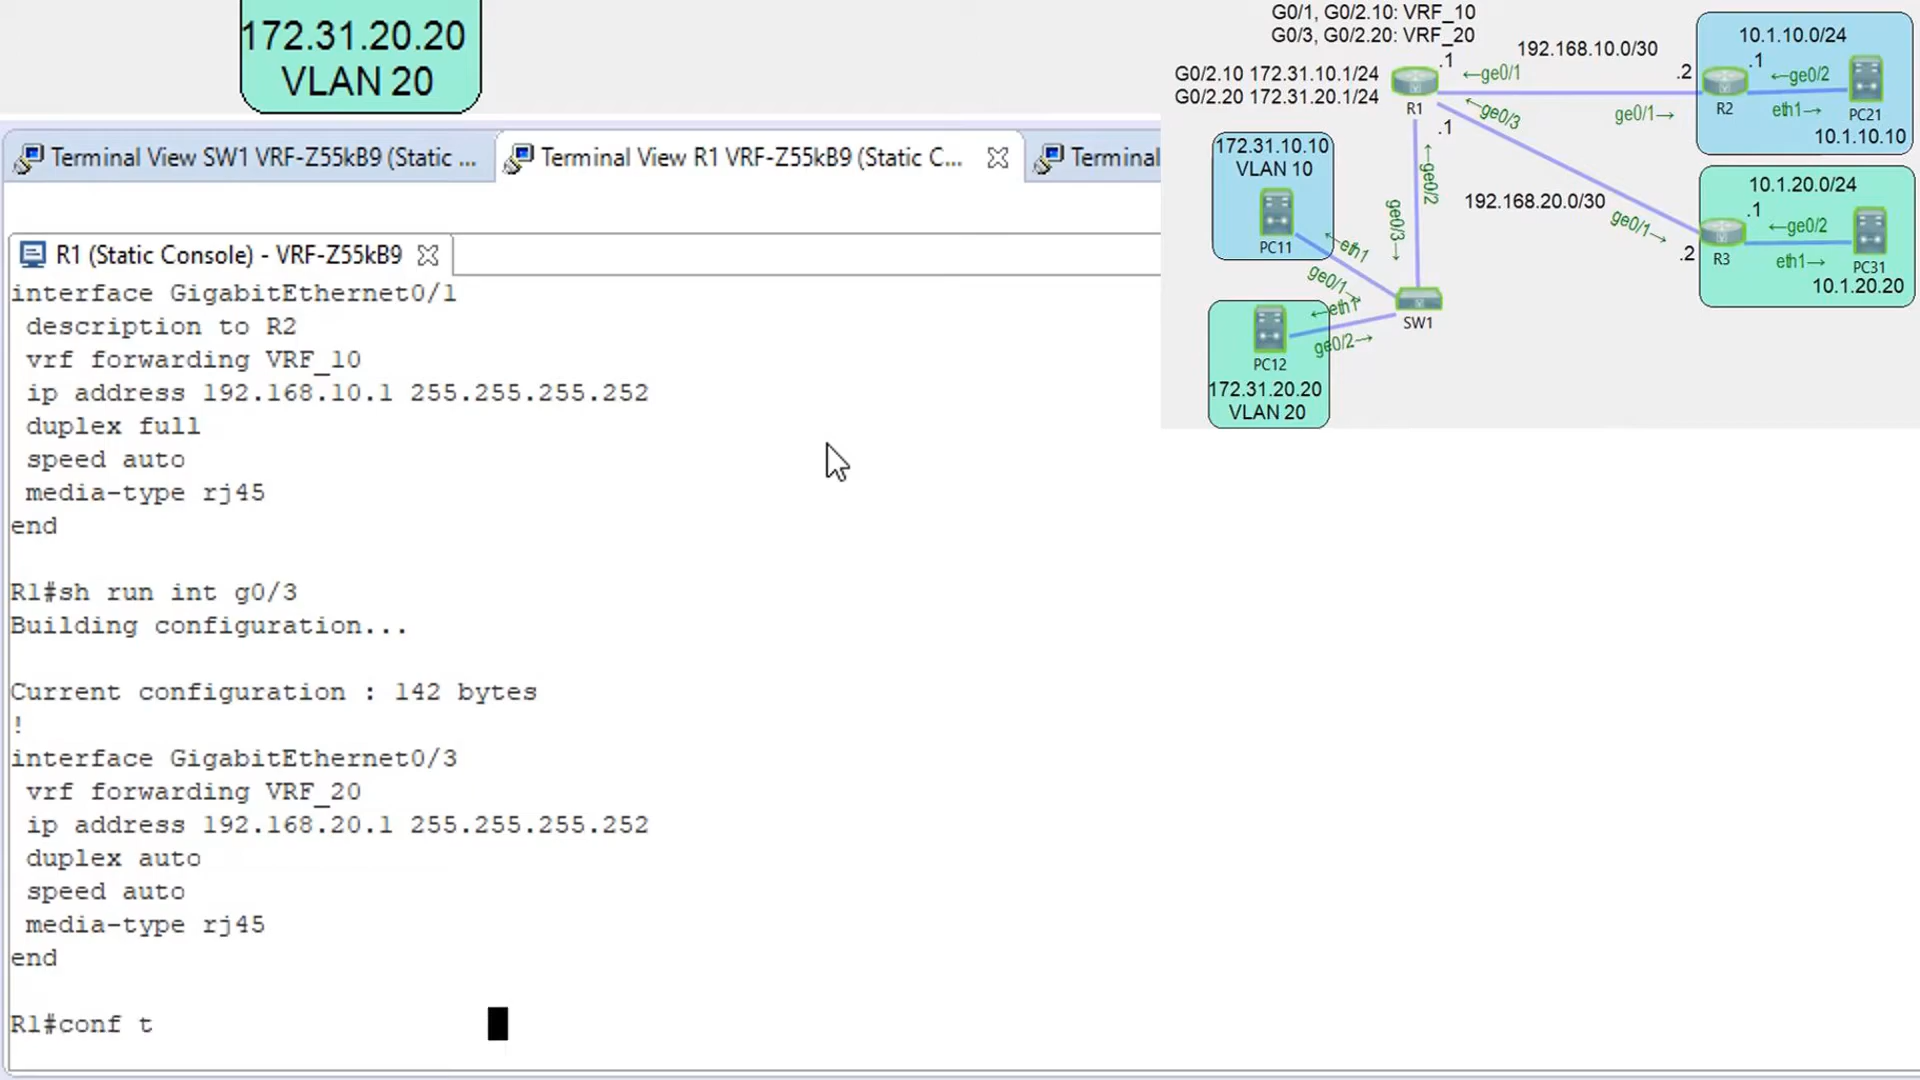 172.31.20.20
VLAN 20
Terminal View SW1 VRF-Z55kB9 (Static ...
Terminal View R1 VRF-Z55kB9 (Static C...
Terminal
R1 (Static Console) - VRF-Z55kB9
interface GigabitEthernet0/1
description to R2
vrf forwarding VRF_10
ip address 192.168.10.1 255.255.255.252
duplex full
speed auto
media-type rj45
end
R1#sh run int g0/3
Building configuration...
Current configuration : 142 bytes
!
interface GigabitEthernet0/3
vrf forwarding VRF_20
ip address 192.168.20.1 255.255.255.252
duplex auto
speed auto
media-type rj45
end
R1#conf t
G0/1, G0/2.10: VRF_10
G0/3, G0/2.20: VRF_20
G0/2.10 172.31.10.1/24
G0/2.20 172.31.20.1/24
R1
.1
←ge0/1
192.168.10.0/30
.2
ge0/1→
R2
10.1.10.0/24
.1
←ge0/2
eth1→
PC21
10.1.10.10
←ge0/3
.1
←ge0/2
192.168.20.0/30
ge0/1→
.2
R3
10.1.20.0/24
.1
←ge0/2
eth1→
PC31
10.1.20.20
172.31.10.10
VLAN 10
PC11
←eth1
ge0/1→
ge0/3→
SW1
←eth1
ge0/2→
PC12
172.31.20.20
VLAN 20